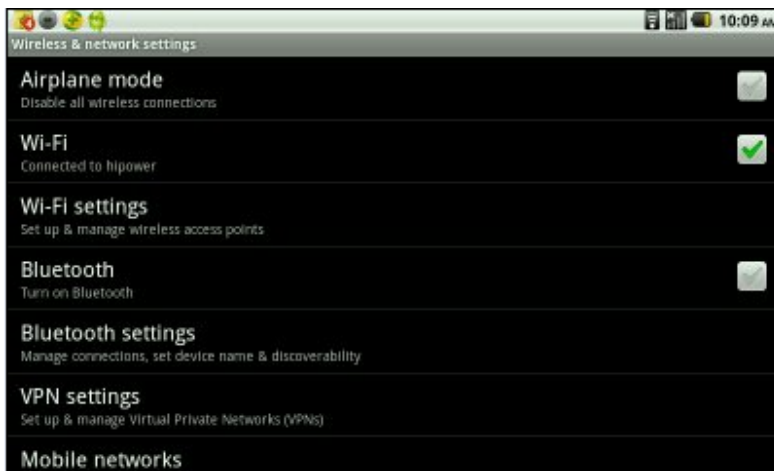 10:09 AM
Wireless & network settings
Airplane mode
Disable all wireless connections
Wi-Fi
Connected to hipower
Wi-Fi settings
Set up & manage wireless access points
Bluetooth
Turn on Bluetooth
Bluetooth settings
Manage connections, set device name & discoverability
VPN settings
Set up & manage Virtual Private Networks (VPNs)
Mobile networks